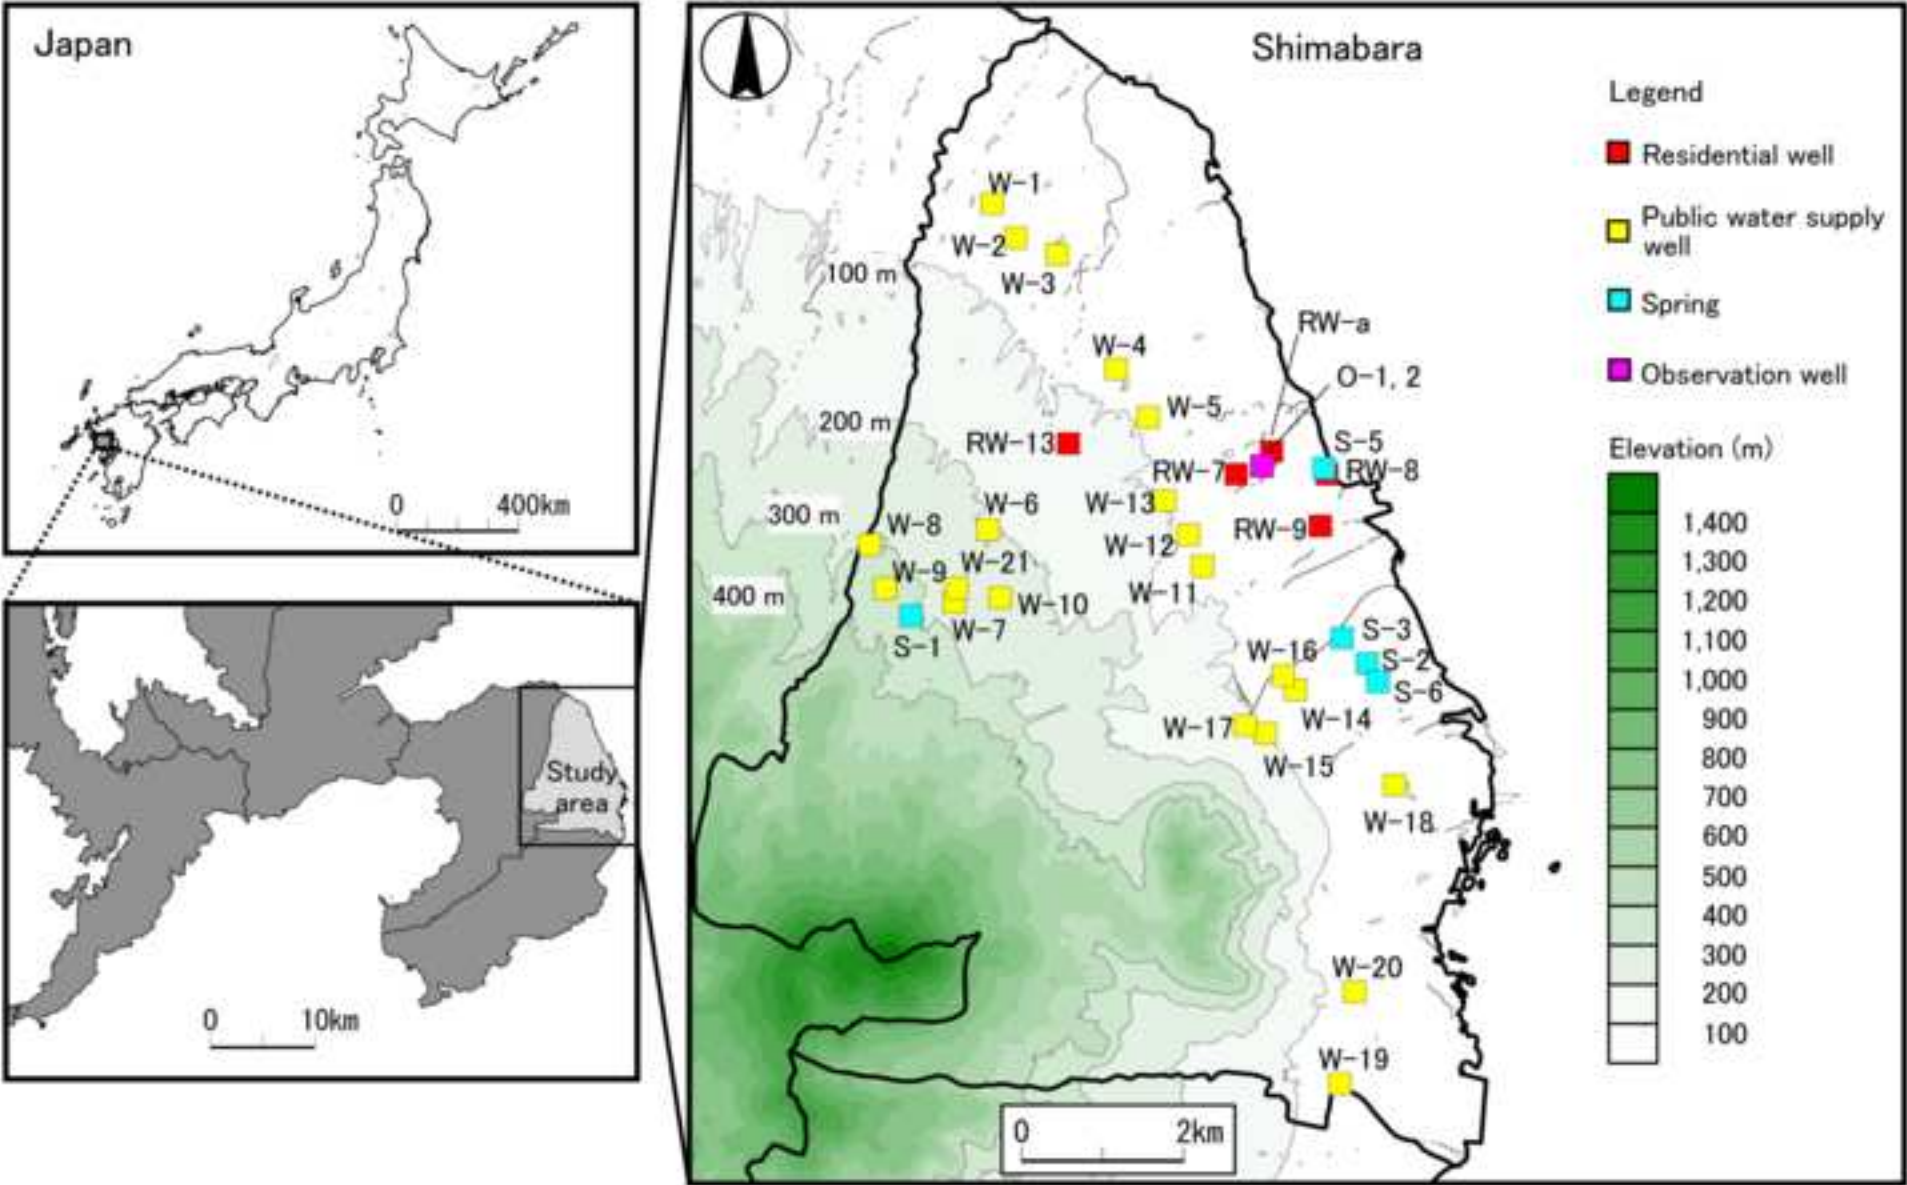 Japan
0 400km
Study
area
0 10km
Shimabara
Legend
Residential well
Public water supply
well
Spring
Observation well
Elevation (m)
1,400
1,300
1,200
1,100
1,000
900
800
700
600
500
400
300
200
100
W-1
W-2
W-3
100 m
RW-a
W-4
O-1, 2
W-5
200 m
RW-13
S-5
RW-7
RW-8
W-13
W-6
300 m
W-8
RW-9
W-12
W-21
W-9
400 m
W-11
W-10
W-7
S-1
S-3
W-16
S-2
S-6
W-14
W-17
W-15
W-18
W-20
W-19
0 2km